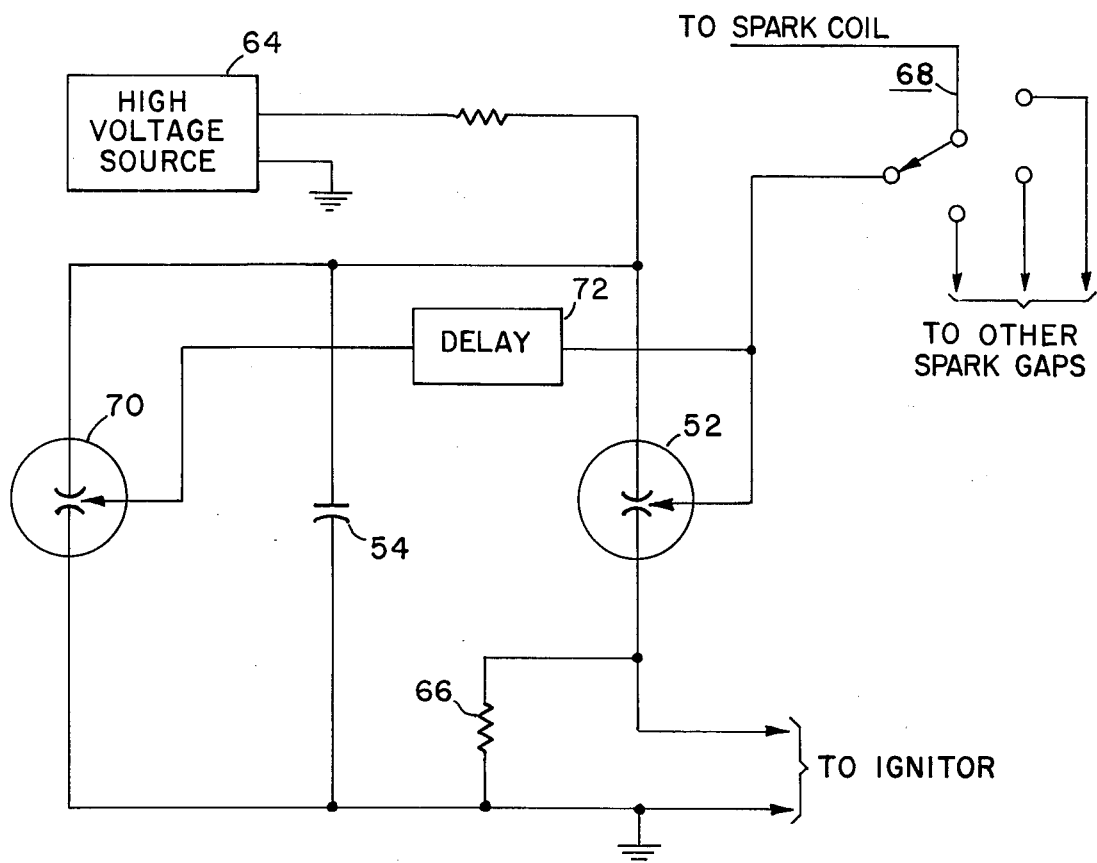 TO SPARK COIL
64
68
HIGH
VOLTAGE
SOURCE
72
DELAY
TO OTHER
SPARK GAPS
70
52
54
66
TO IGNITOR